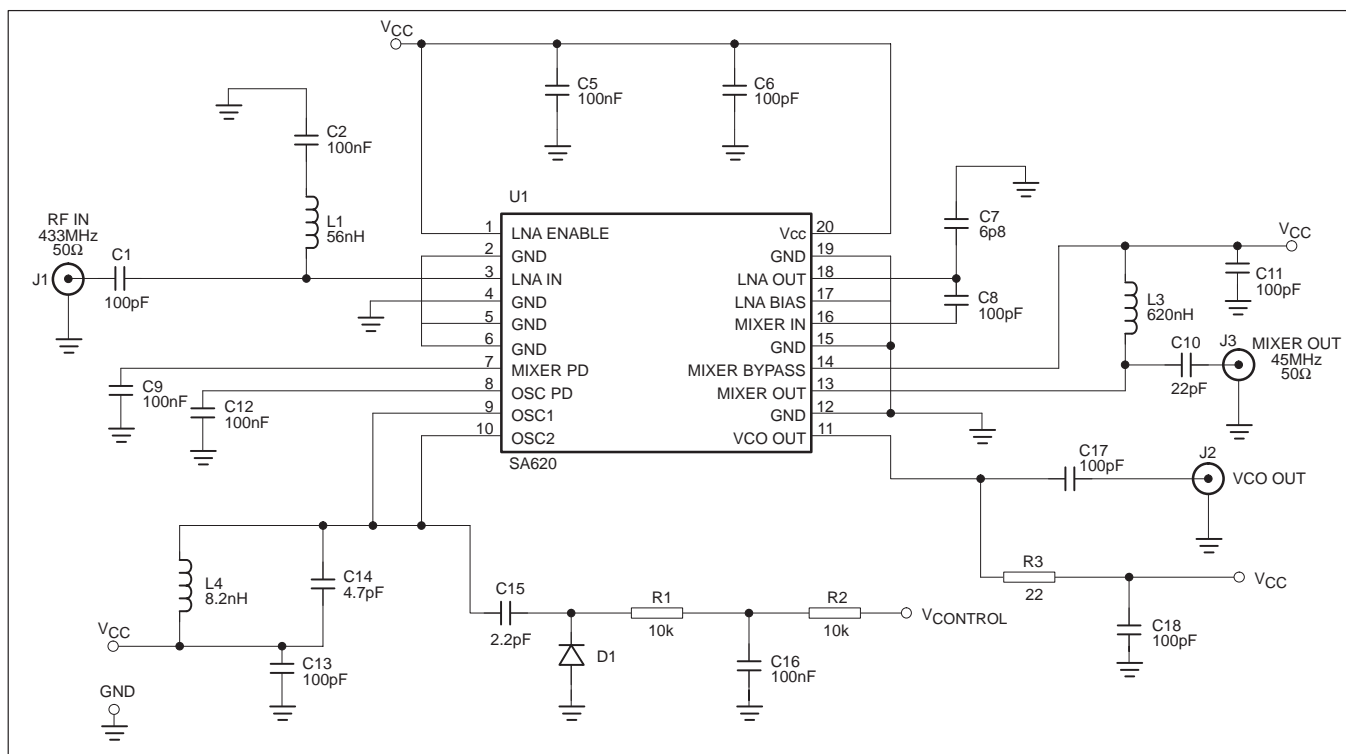 VCC
C5
100nF
C6
100pF
C2
100nF
L1
56nH
RF IN
433MHz
50Ω
J1
C1
100pF
U1
1 LNA ENABLE
2 GND
3 LNA IN
4 GND
5 GND
6 GND
7 MIXER PD
8 OSC PD
9 OSC1
10 OSC2
Vcc 20
GND 19
LNA OUT 18
LNA BIAS 17
MIXER IN 16
GND 15
MIXER BYPASS 14
MIXER OUT 13
GND 12
VCO OUT 11
SA620
C7
6p8
C8
100pF
VCC
C11
100pF
L3
620nH
C10
22pF
J3
MIXER OUT
45MHz
50Ω
C9
100nF
C12
100nF
C17
100pF
J2
VCO OUT
R3
22
VCC
C18
100pF
L4
8.2nH
C14
4.7pF
VCC
C13
100pF
GND
C15
2.2pF
D1
R1
10k
R2
10k
VCONTROL
C16
100nF